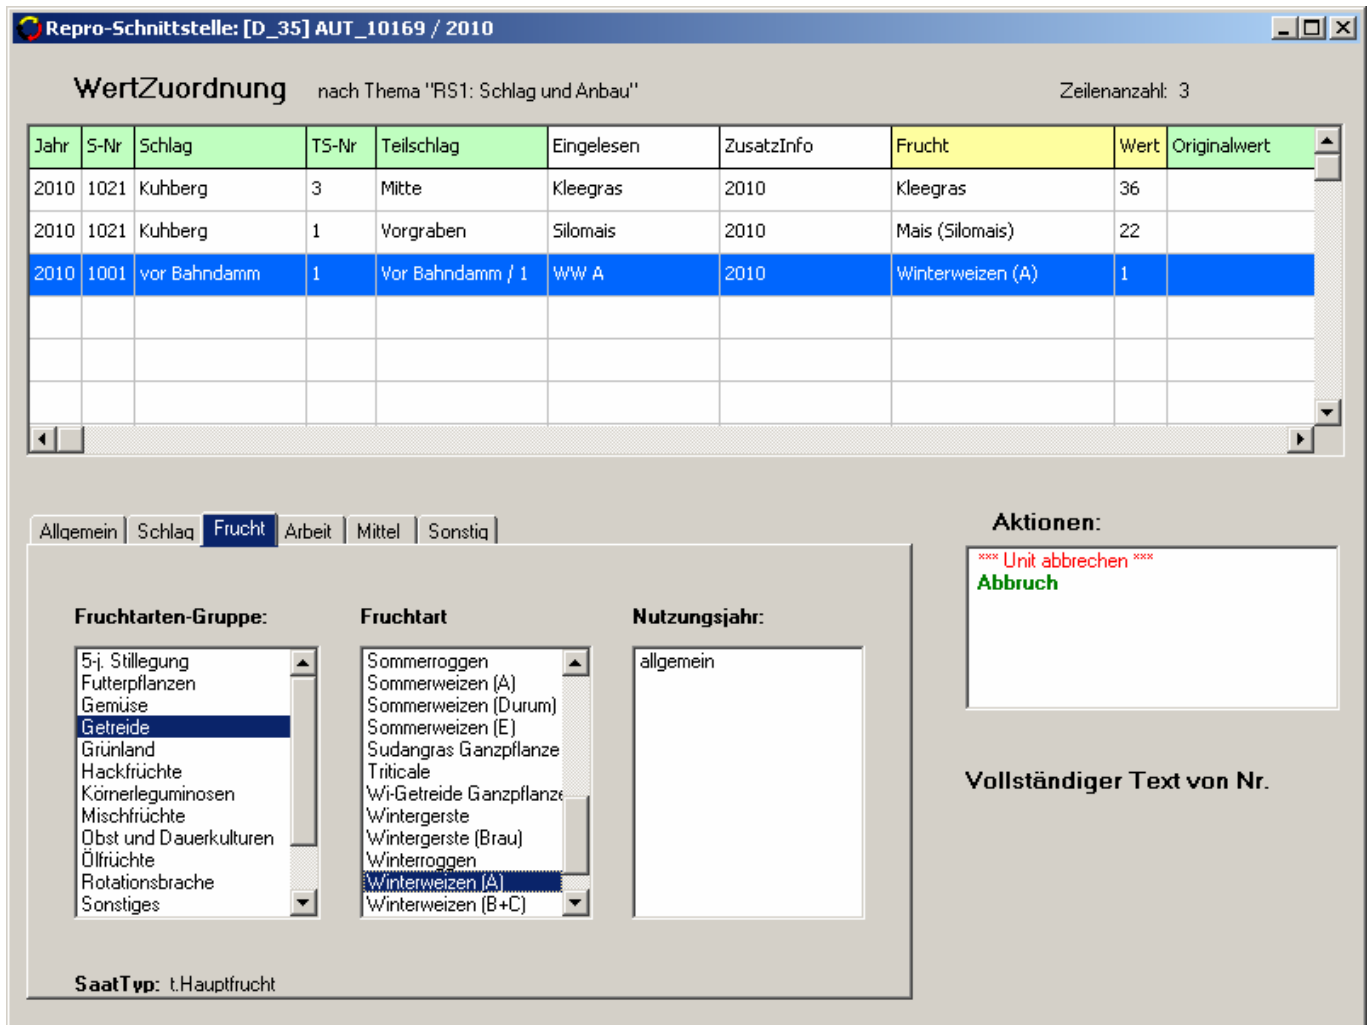 Repro-Schnittstelle: [D_35] AUT_10169 / 2010
WertZuordnung nach Thema "RS1: Schlag und Anbau" Zeilenanzahl: 3
Jahr S-Nr Schlag TS-Nr Teilschlag Eingelesen ZusatzInfo Frucht Wert Originalwert
2010 1021 Kuhberg 3 Mitte Kleegras 2010 Kleegras 36
2010 1021 Kuhberg 1 Vorgraben Silomais 2010 Mais (Silomais) 22
2010 1001 vor Bahndamm 1 Vor Bahndamm / 1 WW A 2010 Winterweizen (A) 1
Allgemein Schlag Frucht Arbeit Mittel Sonstig
Fruchtarten-Gruppe:
5-j. Stillegung
Futterpflanzen
Gemüse
Getreide
Grünland
Hackfrüchte
Körnerleguminosen
Mischfrüchte
Obst und Dauerkulturen
Ölfrüchte
Rotationsbrache
Sonstiges
Fruchtart
Sommerroggen
Sommerweizen (A)
Sommerweizen (Durum)
Sommerweizen (E)
Sudangras Ganzpflanze
Triticale
Wi-Getreide Ganzpflanze
Wintergerste
Wintergerste (Brau)
Winterroggen
Winterweizen (A)
Winterweizen (B+C)
Nutzungsjahr:
allgemein
SaatTyp: t.Hauptfrucht
Aktionen:
*** Unit abbrechen ***
Abbruch
Vollständiger Text von Nr.